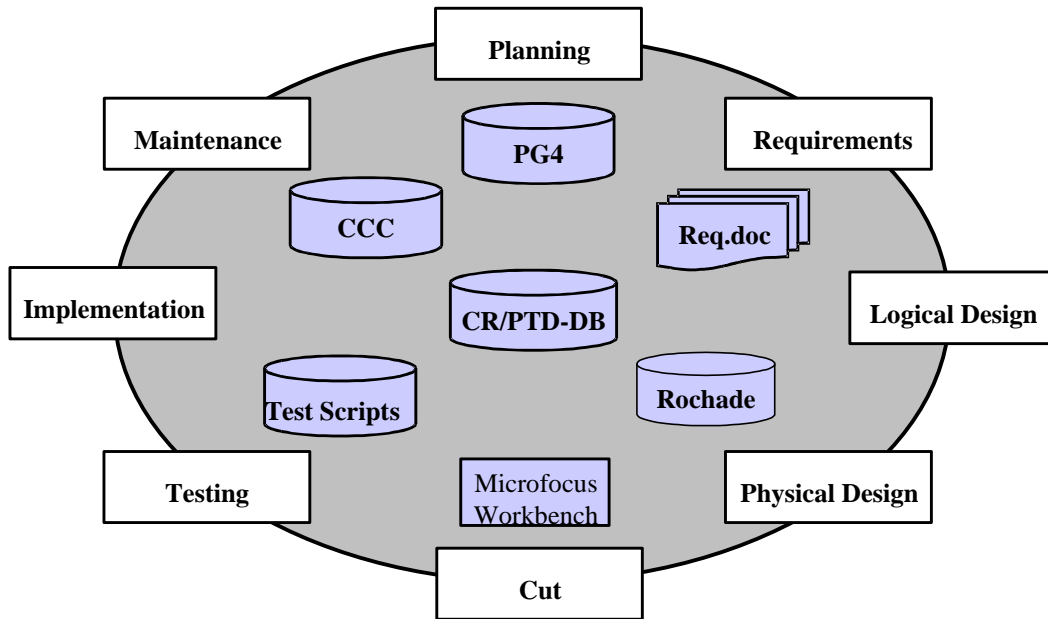 Planning
Maintenance
Requirements
PG4
CCC
Req.doc
Implementation
CR/PTD-DB
Logical Design
Test Scripts
Rochade
Testing
Microfocus
Workbench
Physical Design
Cut